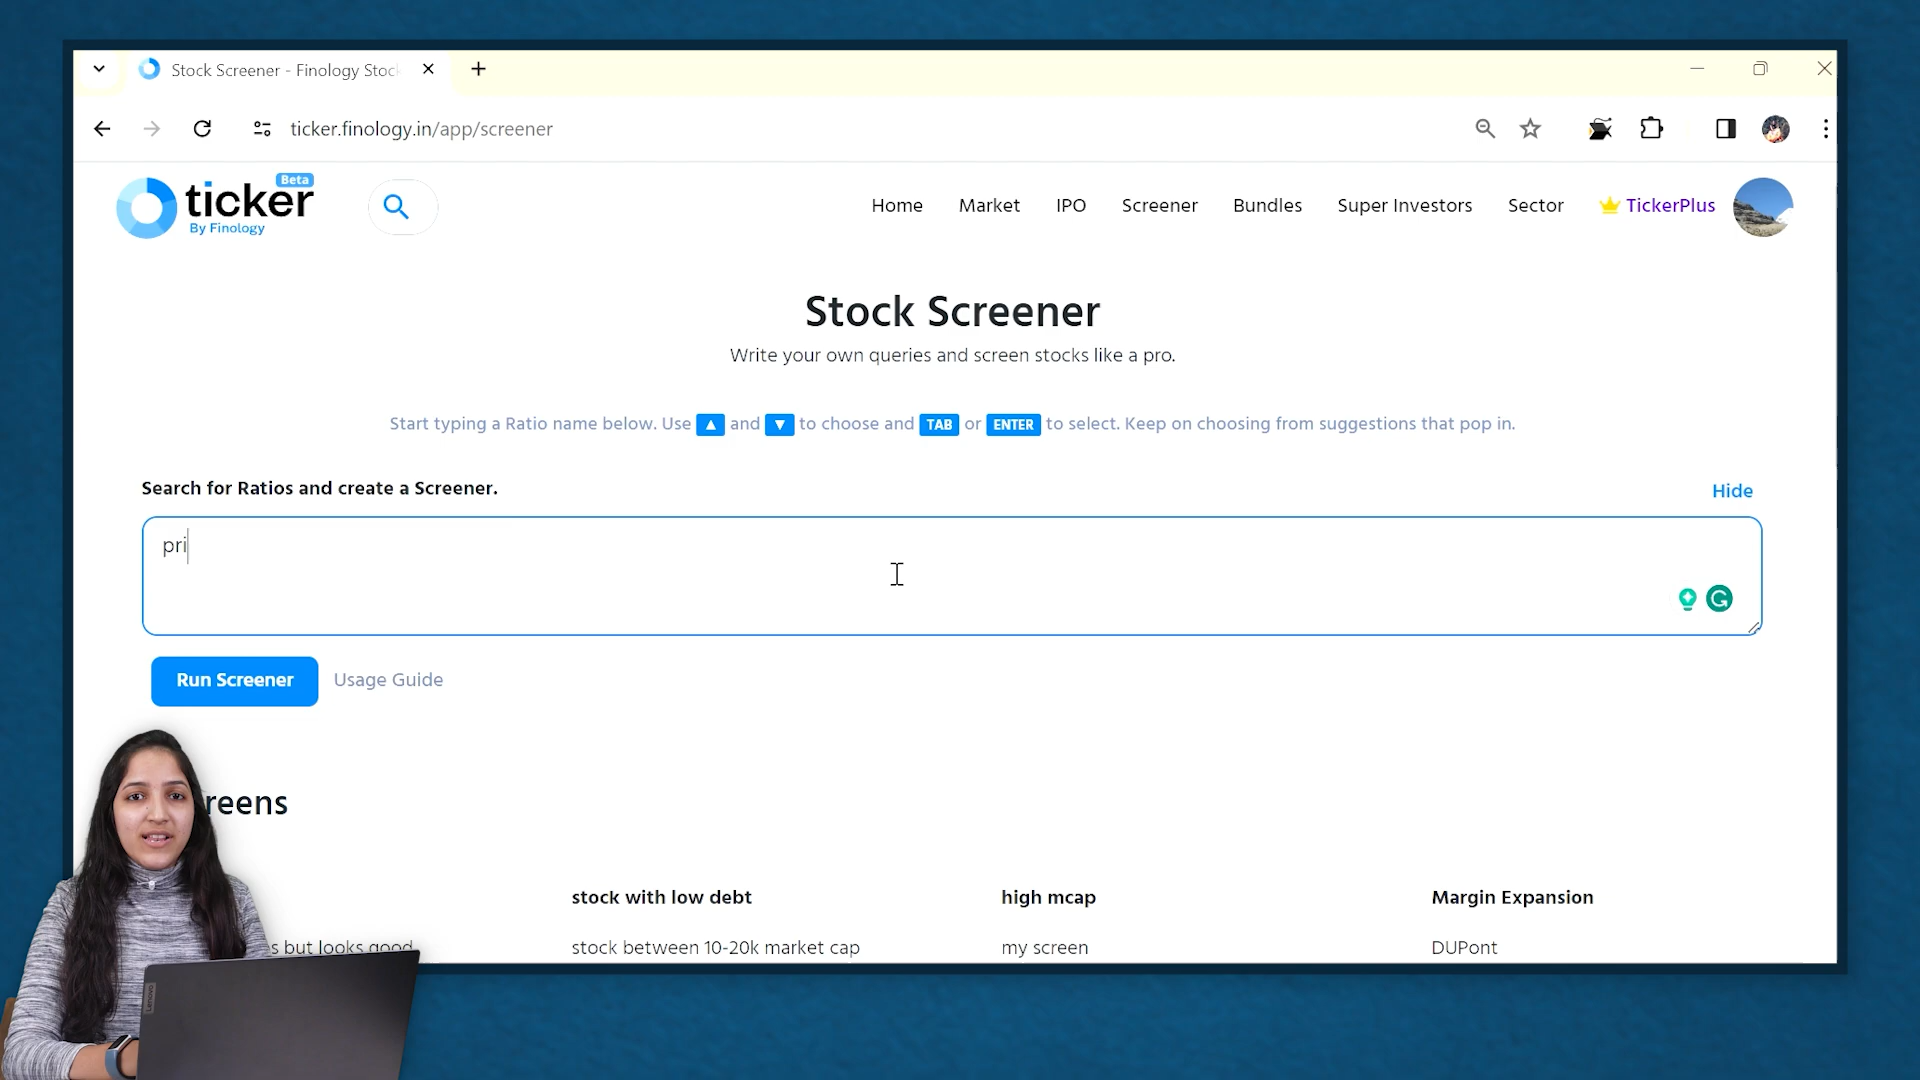 Stock Screener - Finology Stoc
ticker.finology.in/app/screener
ticker Beta
By Finology
Home Market IPO Screener Bundles Super Investors Sector TickerPlus
Stock Screener
Write your own queries and screen stocks like a pro.
Start typing a Ratio name below. Use ▲ and ▼ to choose and TAB or ENTER to select. Keep on choosing from suggestions that pop in.
Search for Ratios and create a Screener.
Hide
pri
Run Screener Usage Guide
reens
stock with low debt high mcap Margin Expansion
s but looks good stock between 10-20k market cap my screen DUPont
Lenovo